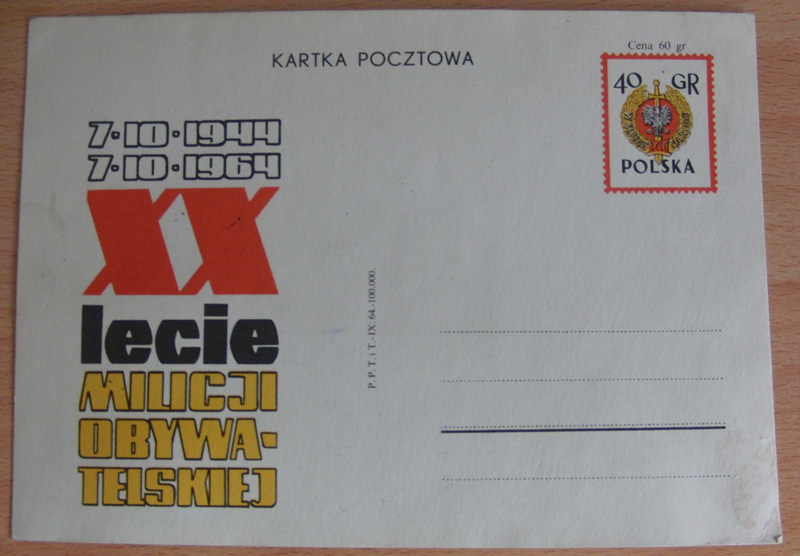 KARTKA POCZTOWA
Cena 60 gr
40 GR
POLSKA
7·10·1944
7·10·1964
XX
lecie
MILICJI
OBYWA-
TELSKIEJ
P. P. T. i T.-IX. 64.-100.000.